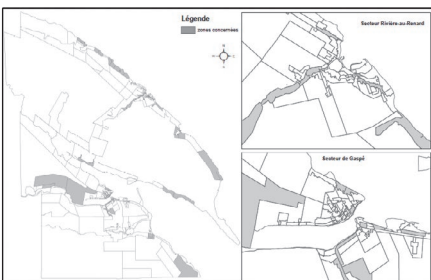 Légende
zones concernées
Secteur Rivière-au-Renard
Secteur de Gaspé